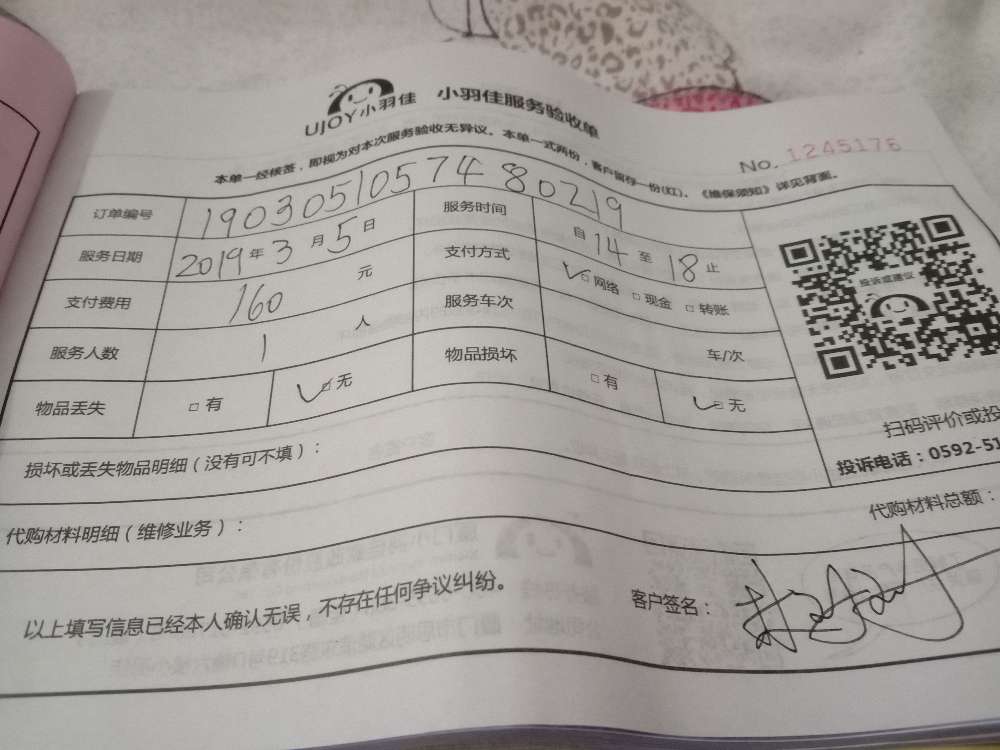 UJOY小羽佳 小羽佳服务验收单
No. 1245176
本单一经核签，即视为对本次服务验收无异议。本单一式两份，客户留存一份(红)。《维保须知》详见背面。
订单编号 1903051057480219
服务日期 2019年3月5日 服务时间 自14至18止
支付费用 160元 支付方式 ✓□网络 □现金 □转账
服务人数 1人 服务车次 车/次
物品丢失 □有 ✓□无 物品损坏 □有 ✓□无
投诉或建议
扫码评价或投
投诉电话：0592-51
损坏或丢失物品明细（没有可不填）：
代购材料明细（维修业务）： 代购材料总额：
以上填写信息已经本人确认无误，不存在任何争议纠纷。 客户签名：